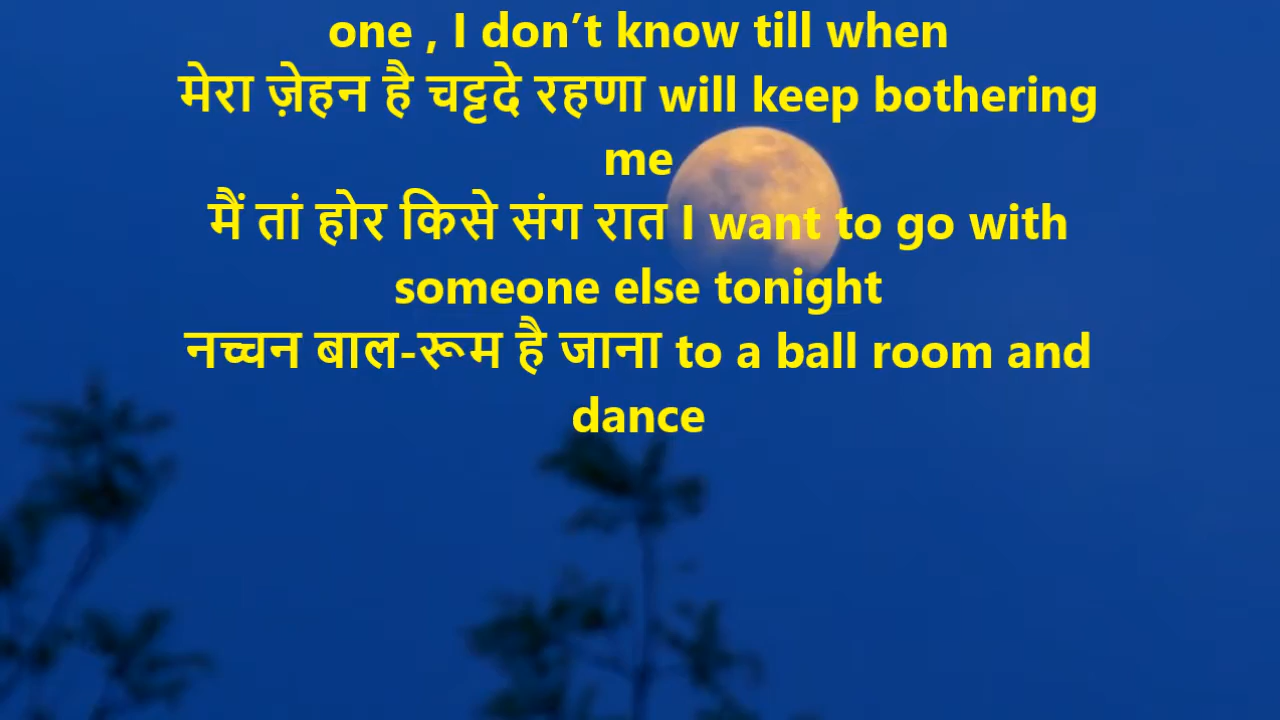 one , I don’t know till when
मेरा ज़ेहन है चट्टदे रहणा will keep bothering
me
मैं तां होर किसे संग रात I want to go with
someone else tonight
नच्चन बाल-रूम है जाना to a ball room and
dance